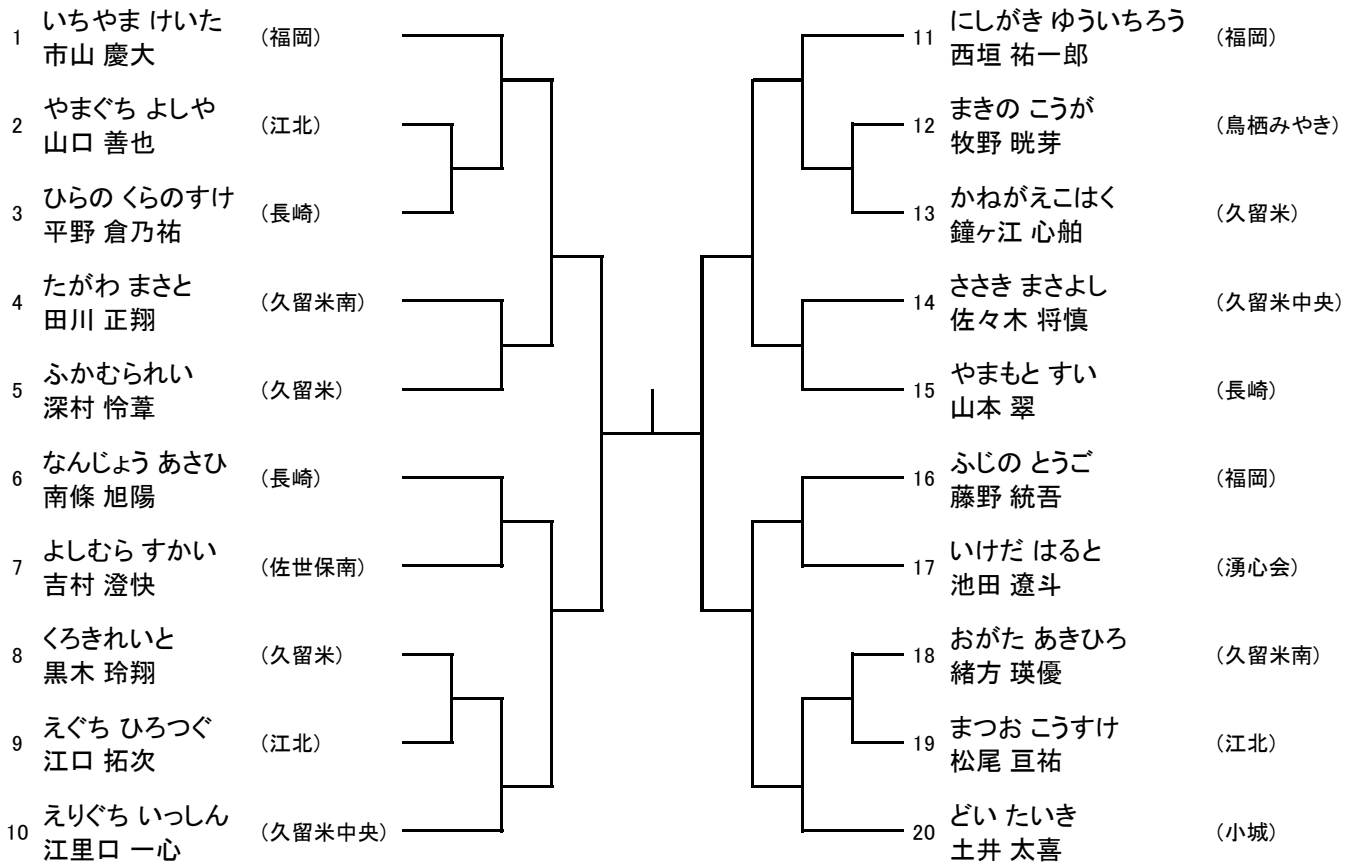 1 いちやま けいた (福岡)
市山 慶大
2 やまぐち よしや (江北)
山口 善也
3 ひらの くらのすけ (長崎)
平野 倉乃祐
4 たがわ まさと (久留米南)
田川 正翔
5 ふかむられい (久留米)
深村 怜葦
6 なんじょう あさひ (長崎)
南條 旭陽
7 よしむら すかい (佐世保南)
吉村 澄快
8 くろきれいと (久留米)
黒木 玲翔
9 えぐち ひろつぐ (江北)
江口 拓次
10 えりぐち いっしん (久留米中央)
江里口 一心
11 にしがき ゆういちろう (福岡)
西垣 祐一郎
12 まきの こうが (鳥栖みやき)
牧野 晄芽
13 かねがえこはく (久留米)
鐘ヶ江 心舶
14 ささき まさよし (久留米中央)
佐々木 将慎
15 やまもと すい (長崎)
山本 翠
16 ふじの とうご (福岡)
藤野 統吾
17 いけだ はると (湧心会)
池田 遼斗
18 おがた あきひろ (久留米南)
緒方 瑛優
19 まつお こうすけ (江北)
松尾 亘祐
20 どい たいき (小城)
土井 太喜